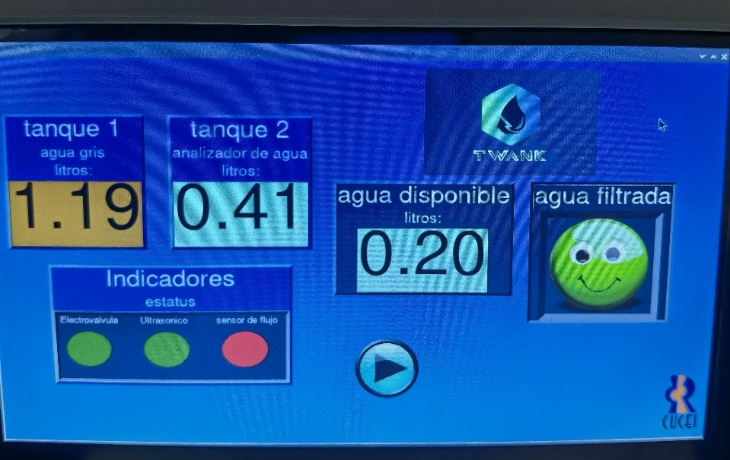 tanque 1
agua gris
litros:
1.19
tanque 2
analizador de agua
litros:
0.41
TWANK
agua disponible
litros:
0.20
agua filtrada
Indicadores
estatus
Electrovalvula
Ultrasonico
sensor de flujo
CUCEI